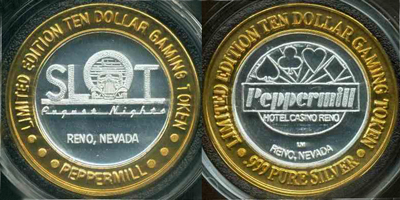 LIMITED EDITION TEN DOLLAR GAMING TOKEN
SLOT
August Nights
RENO, NEVADA
• PEPPERMILL •
LIMITED EDITION TEN DOLLAR GAMING TOKEN
Peppermill
HOTEL CASINO RENO
RENO, NEVADA
• .999 PURE SILVER •